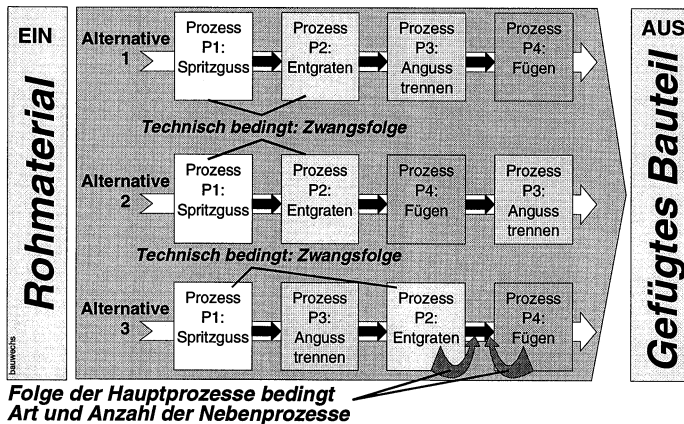 EIN
Rohmaterial
bauwechs
Alternative
1
Prozess
P1:
Spritzguss
Prozess
P2:
Entgraten
Prozess
P3:
Anguss
trennen
Prozess
P4:
Fügen
Technisch bedingt: Zwangsfolge
Alternative
2
Prozess
P1:
Spritzguss
Prozess
P2:
Entgraten
Prozess
P4:
Fügen
Prozess
P3:
Anguss
trennen
Technisch bedingt: Zwangsfolge
Alternative
3
Prozess
P1:
Spritzguss
Prozess
P3:
Anguss
trennen
Prozess
P2:
Entgraten
Prozess
P4:
Fügen
AUS
Gefügtes Bauteil
Folge der Hauptprozesse bedingt
Art und Anzahl der Nebenprozesse